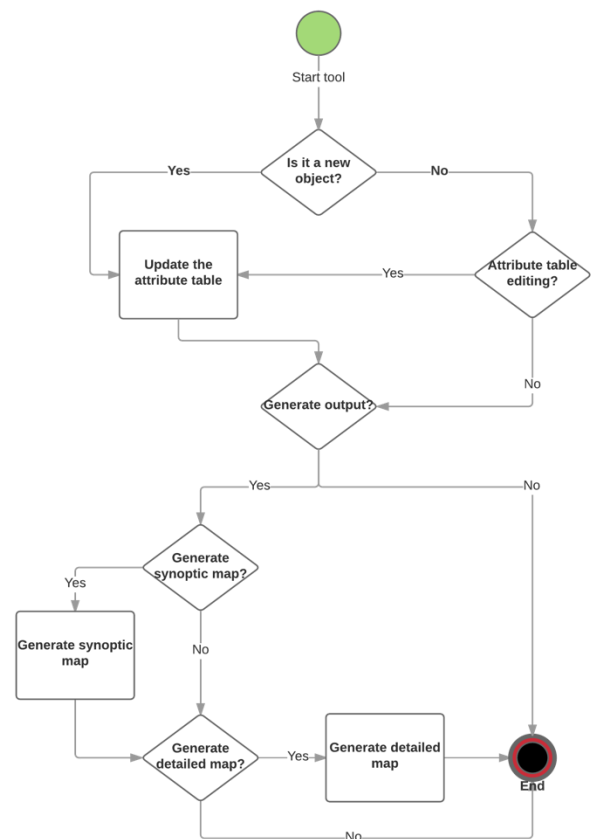 Start tool
Is it a new
object?
Yes
No
Update the
attribute table
Yes
Attribute table
editing?
No
Generate output?
Yes
No
Generate
synoptic map?
Yes
Generate synoptic
map
No
Generate
detailed map?
Yes
Generate detailed
map
End
No